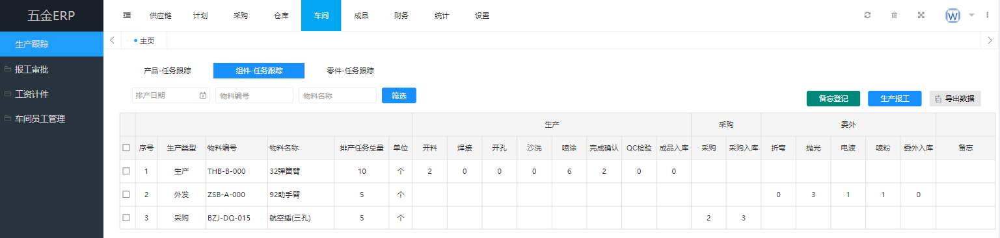 五金ERP
供应链 计划 采购 仓库 车间 成品 财务 统计 设置
W
生产跟踪
报工审批
工资计件
车间员工管理
主页
产品-任务跟踪 组件-任务跟踪 零件-任务跟踪
排产日期 物料编号 物料名称 筛选
备忘登记 生产报工 导出数据
生产 采购 委外
序号 生产类型 物料编号 物料名称 排产任务总量 单位 开料 焊接 开孔 沙洗 喷涂 完成确认 QC检验 成品入库 采购 采购入库 折弯 抛光 电渡 喷粉 委外入库 备忘
1 生产 THB-B-000 32弹簧臂 10 个 2 0 0 0 6 2 0 0
2 外发 ZSB-A-000 92助手臂 5 个 0 3 1 1 0
3 采购 BZJ-DQ-015 航空插(三孔) 5 个 2 3